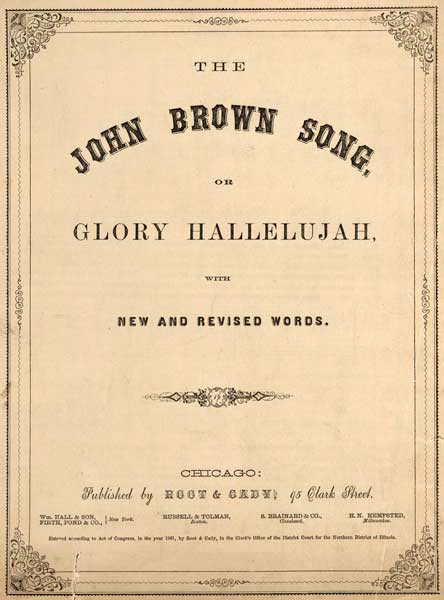 THE
JOHN BROWN SONG,
OR
GLORY HALLELUJAH,
WITH
NEW AND REVISED WORDS.
CHICAGO:
Published by ROOT & CADY, 95 Clark Street.
WM. HALL & SON, FIRTH, POND & CO., } New York. RUSSELL & TOLMAN, Boston. S. BRAINARD & CO., Cleveland. H. N. HEMPSTED, Milwaukee.
Entered according to Act of Congress, in the year 1861, by Root & Cady, in the Clerk's Office of the District Court for the Northern District of Illinois.